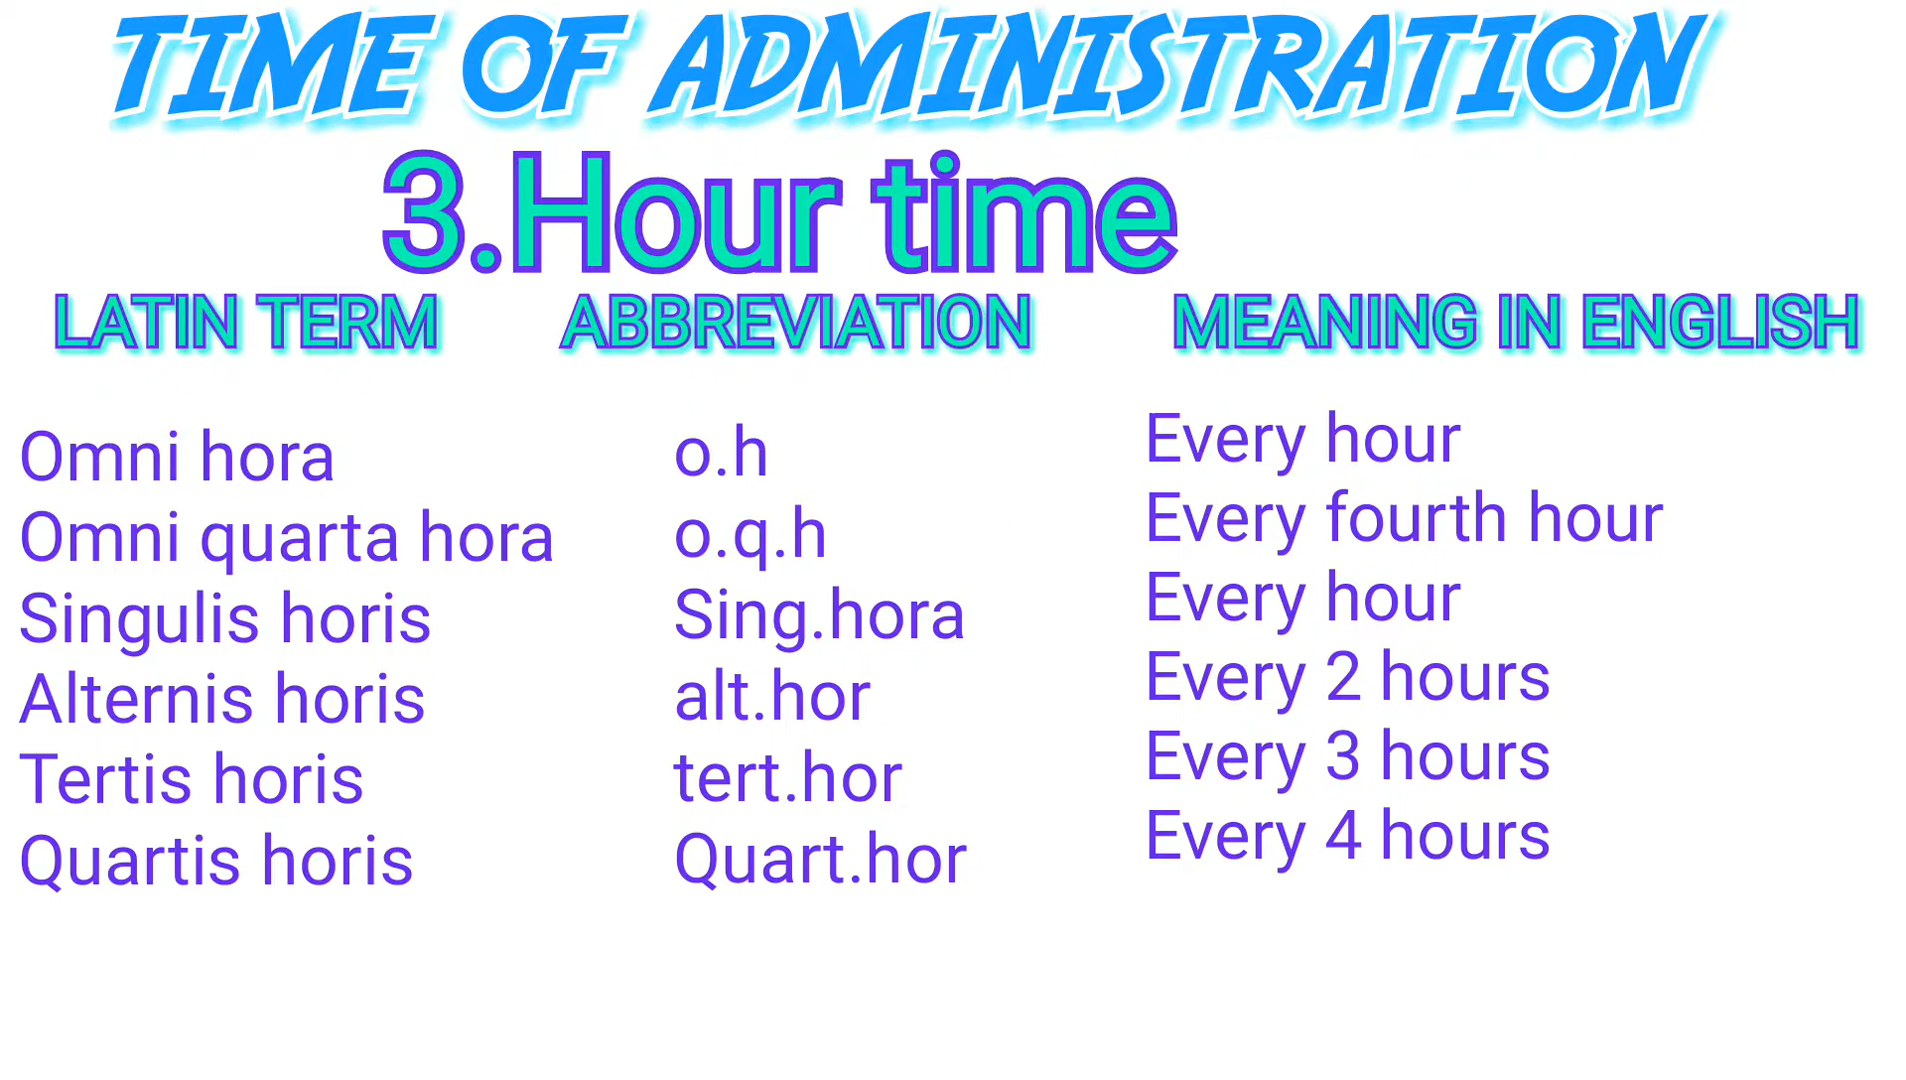 TIME OF ADMINISTRATION
3.Hour time
LATIN TERM ABBREVIATION MEANING IN ENGLISH
Omni hora o.h Every hour
Omni quarta hora o.q.h Every fourth hour
Singulis horis Sing.hora Every hour
Alternis horis alt.hor Every 2 hours
Tertis horis tert.hor Every 3 hours
Quartis horis Quart.hor Every 4 hours